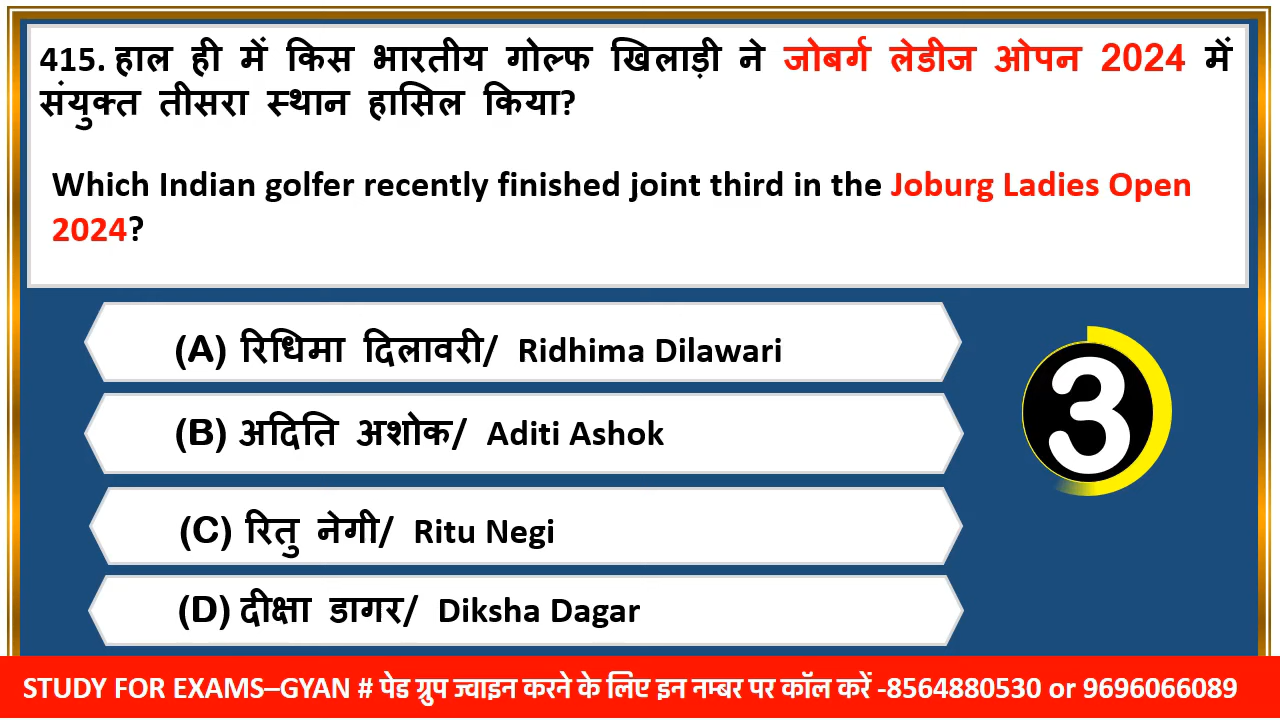 415. हाल ही में किस भारतीय गोल्फ खिलाड़ी ने जोबर्ग लेडीज ओपन 2024 में
संयुक्त तीसरा स्थान हासिल किया?
Which Indian golfer recently finished joint third in the Joburg Ladies Open
2024?
(A) रिधिमा दिलावरी/ Ridhima Dilawari
(B) अदिति अशोक/ Aditi Ashok
(C) रितु नेगी/ Ritu Negi
(D) दीक्षा डागर/ Diksha Dagar
3
STUDY FOR EXAMS–GYAN # पेड ग्रुप ज्वाइन करने के लिए इन नम्बर पर कॉल करें -8564880530 or 9696066089